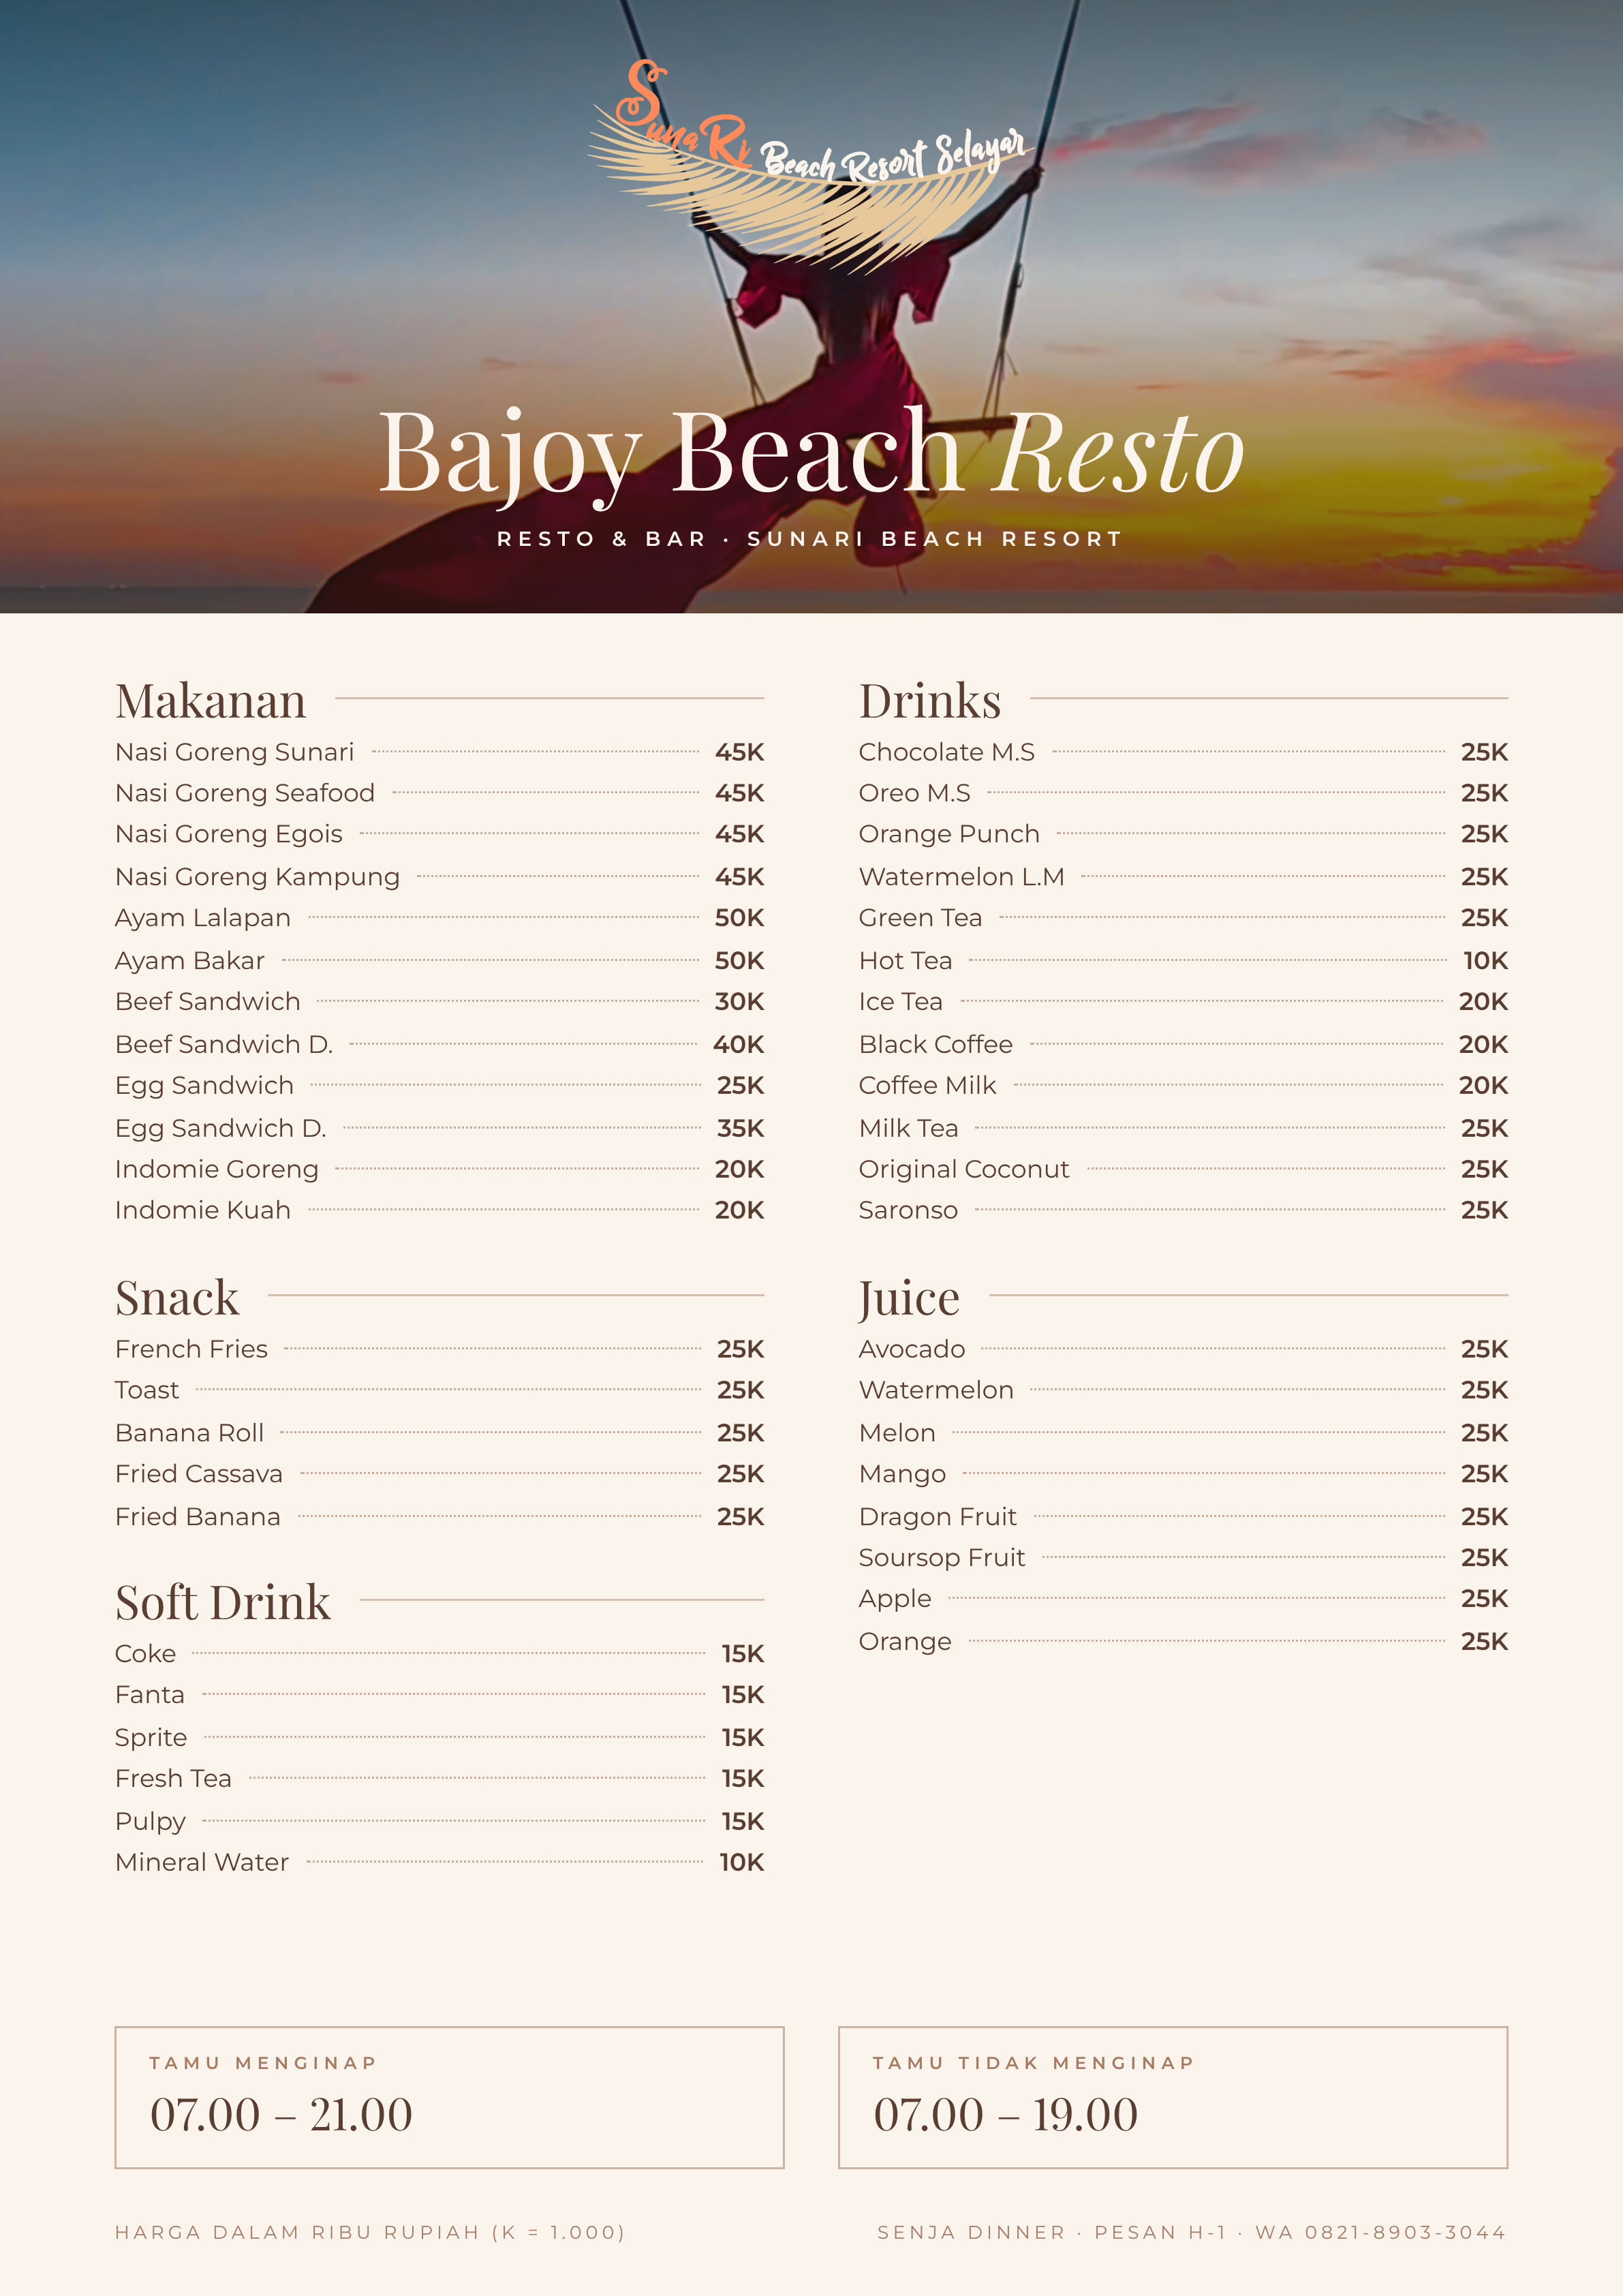 SunaRi Beach Resort Selayar
Bajoy Beach Resto
RESTO & BAR · SUNARI BEACH RESORT
Makanan
Nasi Goreng Sunari 45K
Nasi Goreng Seafood 45K
Nasi Goreng Egois 45K
Nasi Goreng Kampung 45K
Ayam Lalapan 50K
Ayam Bakar 50K
Beef Sandwich 30K
Beef Sandwich D. 40K
Egg Sandwich 25K
Egg Sandwich D. 35K
Indomie Goreng 20K
Indomie Kuah 20K
Snack
French Fries 25K
Toast 25K
Banana Roll 25K
Fried Cassava 25K
Fried Banana 25K
Soft Drink
Coke 15K
Fanta 15K
Sprite 15K
Fresh Tea 15K
Pulpy 15K
Mineral Water 10K
Drinks
Chocolate M.S 25K
Oreo M.S 25K
Orange Punch 25K
Watermelon L.M 25K
Green Tea 25K
Hot Tea 10K
Ice Tea 20K
Black Coffee 20K
Coffee Milk 20K
Milk Tea 25K
Original Coconut 25K
Saronso 25K
Juice
Avocado 25K
Watermelon 25K
Melon 25K
Mango 25K
Dragon Fruit 25K
Soursop Fruit 25K
Apple 25K
Orange 25K
TAMU MENGINAP
07.00 – 21.00
TAMU TIDAK MENGINAP
07.00 – 19.00
HARGA DALAM RIBU RUPIAH (K = 1.000)
SENJA DINNER · PESAN H-1 · WA 0821-8903-3044